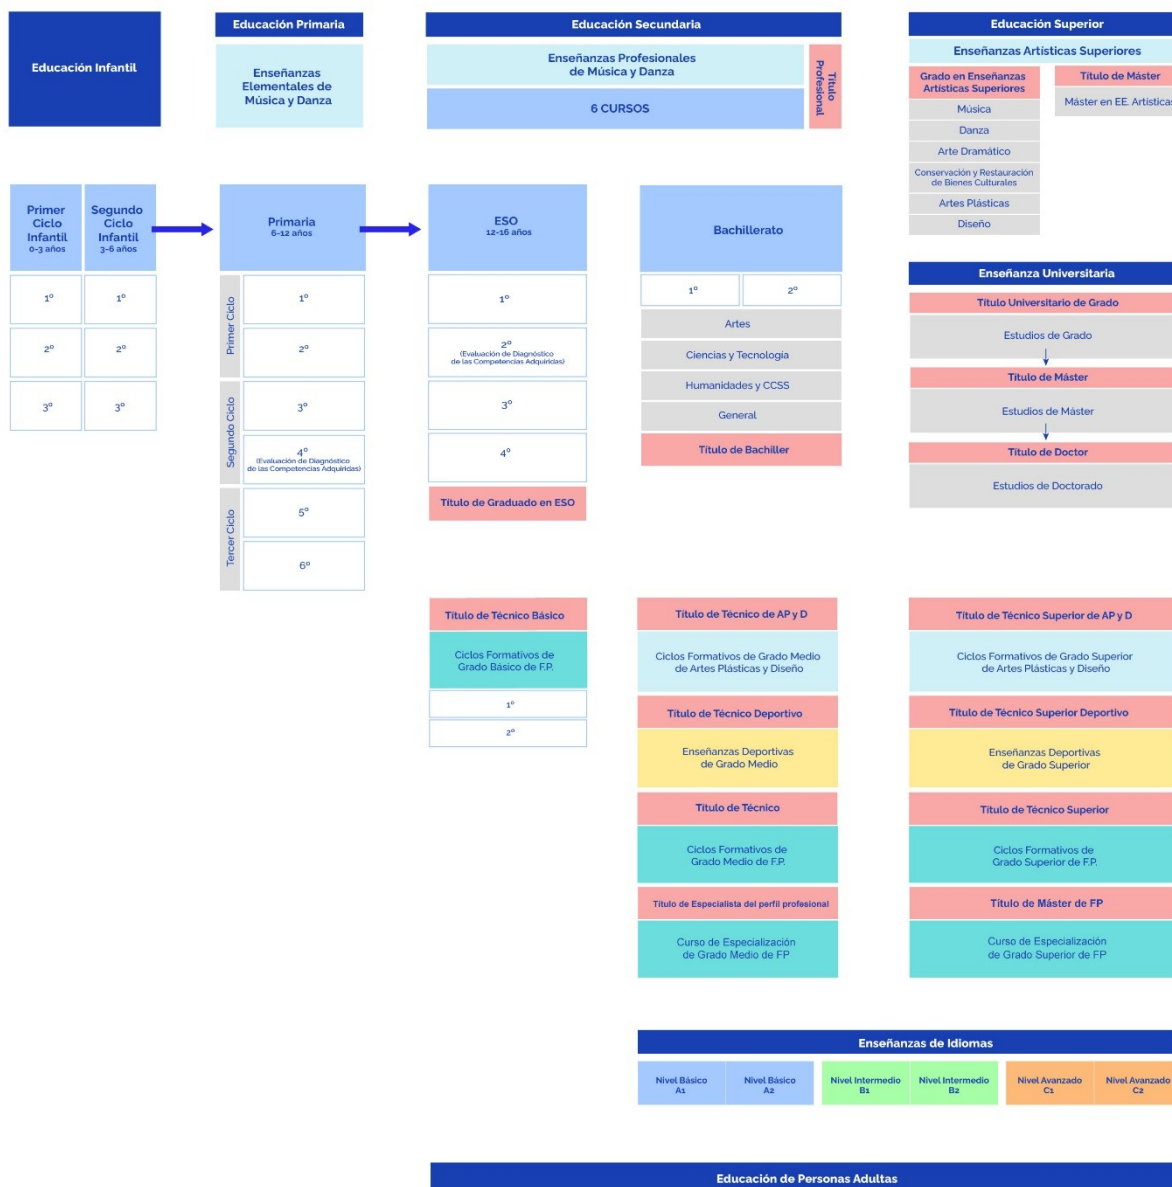 Educación Infantil
Educación Primaria
Enseñanzas
Elementales de
Música y Danza
Educación Secundaria
Enseñanzas Profesionales
de Música y Danza
6 CURSOS
Título
Profesional
Educación Superior
Enseñanzas Artísticas Superiores
Grado en Enseñanzas
Artísticas Superiores
Música
Danza
Arte Dramático
Conservación y Restauración
de Bienes Culturales
Artes Plásticas
Diseño
Título de Máster
Máster en EE. Artísticas
Primer
Ciclo
Infantil
0-3 años
1º
2º
3º
Segundo
Ciclo
Infantil
3-6 años
1º
2º
3º
Primaria
6-12 años
Primer Ciclo
1º
2º
Segundo Ciclo
3º
4º
(Evaluación de Diagnóstico
de las Competencias Adquiridas)
Tercer Ciclo
5º
6º
ESO
12-16 años
1º
2º
(Evaluación de Diagnóstico
de las Competencias Adquiridas)
3º
4º
Título de Graduado en ESO
Bachillerato
1º
2º
Artes
Ciencias y Tecnología
Humanidades y CCSS
General
Título de Bachiller
Enseñanza Universitaria
Título Universitario de Grado
Estudios de Grado
Título de Máster
Estudios de Máster
Título de Doctor
Estudios de Doctorado
Título de Técnico Básico
Ciclos Formativos de
Grado Básico de F.P.
1º
2º
Título de Técnico de AP y D
Ciclos Formativos de Grado Medio
de Artes Plásticas y Diseño
Título de Técnico Deportivo
Enseñanzas Deportivas
de Grado Medio
Título de Técnico
Ciclos Formativos de
Grado Medio de F.P.
Título de Especialista del perfil profesional
Curso de Especialización
de Grado Medio de FP
Título de Técnico Superior de AP y D
Ciclos Formativos de Grado Superior
de Artes Plásticas y Diseño
Título de Técnico Superior Deportivo
Enseñanzas Deportivas
de Grado Superior
Título de Técnico Superior
Ciclos Formativos de
Grado Superior de F.P.
Título de Máster de FP
Curso de Especialización
de Grado Superior de FP
Enseñanzas de Idiomas
Nivel Básico
A1
Nivel Básico
A2
Nivel Intermedio
B1
Nivel Intermedio
B2
Nivel Avanzado
C1
Nivel Avanzado
C2
Educación de Personas Adultas